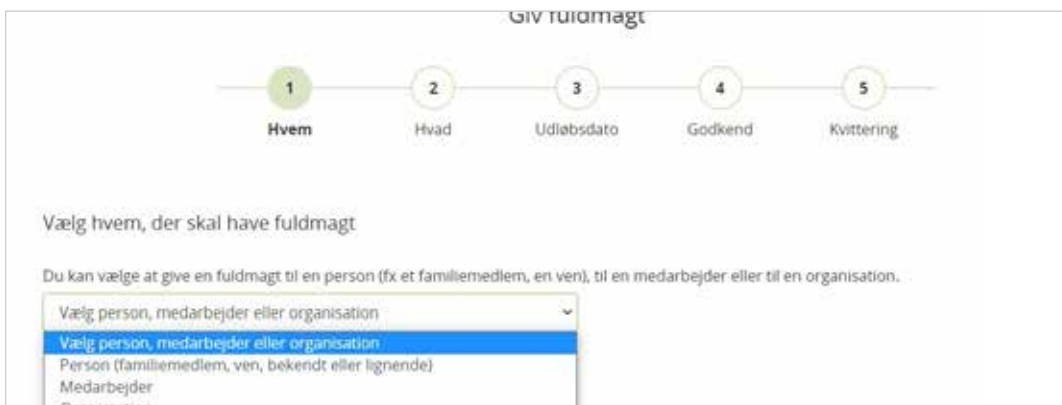 Giv fuldmagt
1 2 3 4 5
Hvem Hvad Udløbsdato Godkend Kvittering
Vælg hvem, der skal have fuldmagt
Du kan vælge at give en fuldmagt til en person (fx et familiemedlem, en ven), til en medarbejder eller til en organisation.
Vælg person, medarbejder eller organisation
Vælg person, medarbejder eller organisation
Person (familiemedlem, ven, bekendt eller lignende)
Medarbejder